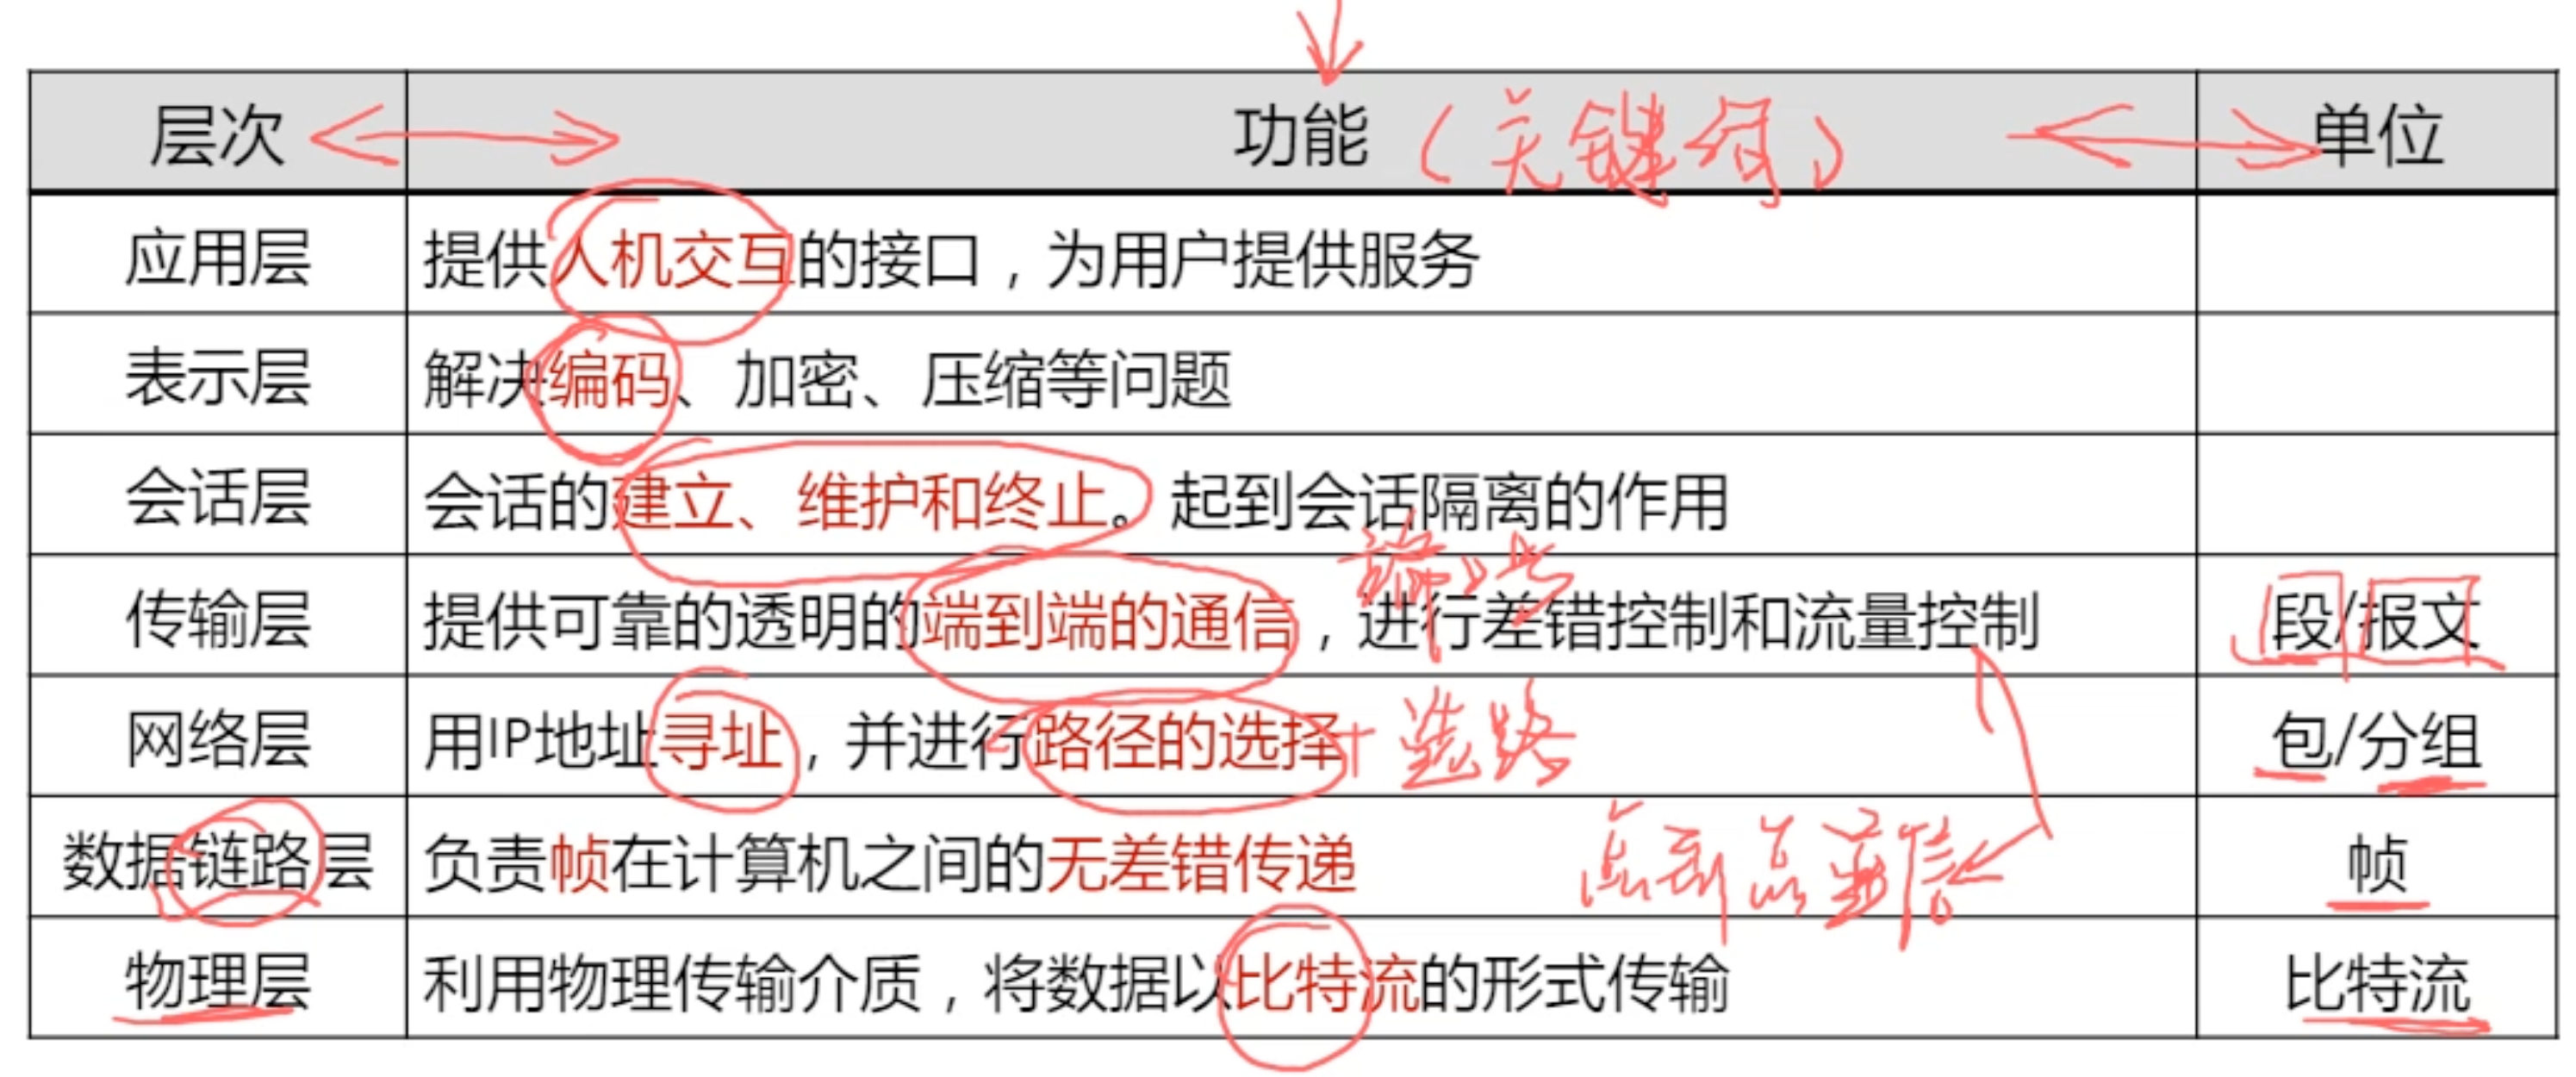 层次 功能 （关键词） 单位
应用层 提供人机交互的接口，为用户提供服务
表示层 解决编码、加密、压缩等问题
会话层 会话的建立、维护和终止。起到会话隔离的作用
传输层 提供可靠的透明的端到端的通信，进行差错控制和流量控制 段/报文
网络层 用IP地址寻址，并进行路径的选择 选路 包/分组
数据链路层 负责帧在计算机之间的无差错传递 点到点通信 帧
物理层 利用物理传输介质，将数据以比特流的形式传输 比特流